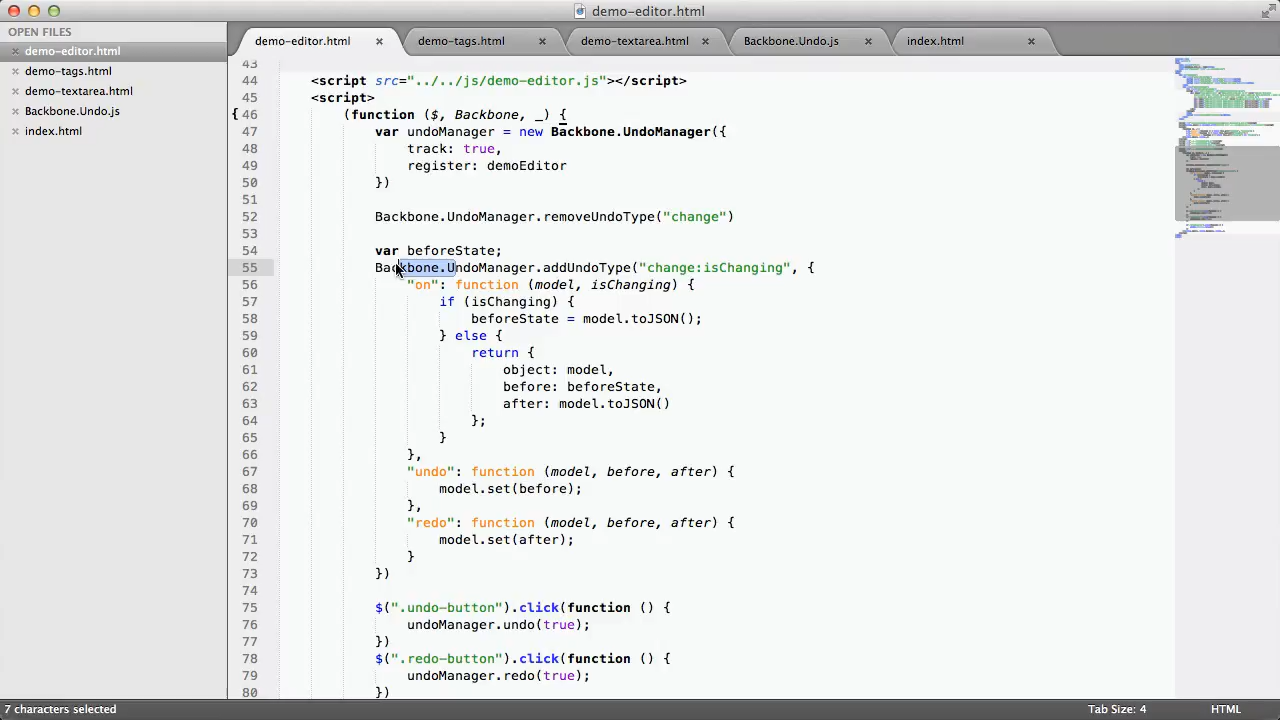 demo-editor.html
OPEN FILES
demo-editor.html
demo-tags.html
demo-textarea.html
Backbone.Undo.js
index.html
demo-editor.html
demo-tags.html
demo-textarea.html
Backbone.Undo.js
index.html
43
44 <script src="../../js/demo-editor.js"></script>
45 <script>
{ 46 (function ($, Backbone, _) {
47 var undoManager = new Backbone.UndoManager({
48 track: true,
49 register: demoEditor
50 })
51
52 Backbone.UndoManager.removeUndoType("change")
53
54 var beforeState;
55 Backbone.UndoManager.addUndoType("change:isChanging", {
56 "on": function (model, isChanging) {
57 if (isChanging) {
58 beforeState = model.toJSON();
59 } else {
60 return {
61 object: model,
62 before: beforeState,
63 after: model.toJSON()
64 };
65 }
66 },
67 "undo": function (model, before, after) {
68 model.set(before);
69 },
70 "redo": function (model, before, after) {
71 model.set(after);
72 }
73 })
74
75 $(".undo-button").click(function () {
76 undoManager.undo(true);
77 })
78 $(".redo-button").click(function () {
79 undoManager.redo(true);
80 })
7 characters selected
Tab Size: 4
HTML